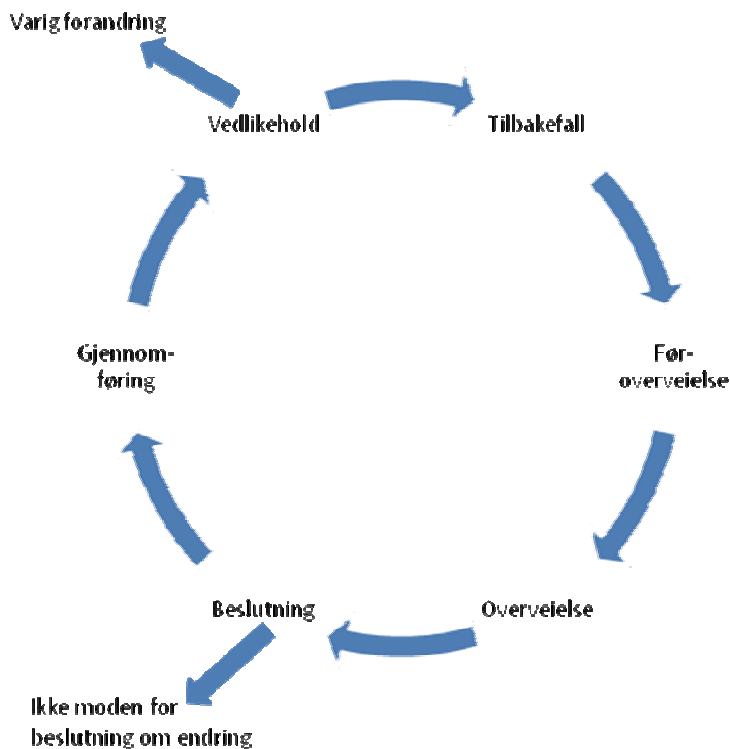 Varig forandring
Vedlikehold
Tilbakefall
Gjennom-
føring
Før-
overveielse
Beslutning
Overveielse
Ikke moden for
beslutning om endring